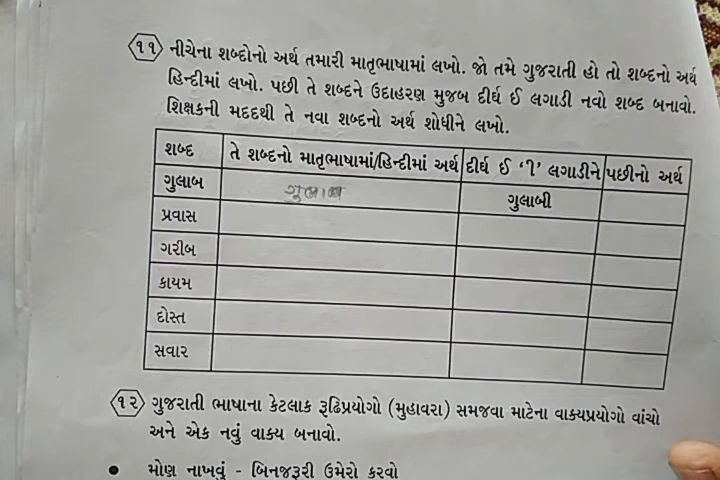 ૧૧ નીચેના શબ્દોનો અર્થ તમારી માતૃભાષામાં લખો. જો તમે ગુજરાતી હો તો શબ્દનો અર્થ
હિન્દીમાં લખો. પછી તે શબ્દને ઉદાહરણ મુજબ દીર્ઘ ઈ લગાડી નવો શબ્દ બનાવો.
શિક્ષકની મદદથી તે નવા શબ્દનો અર્થ શોધીને લખો.
શબ્દ તે શબ્દનો માતૃભાષામાં/હિન્દીમાં અર્થ દીર્ઘ ઈ ‘ી’ લગાડીને પછીનો અર્થ
ગુલાબ ગુલાબ ગુલાબી
પ્રવાસ
ગરીબ
કાયમ
દોસ્ત
સવાર
૧૨ ગુજરાતી ભાષાના કેટલાક રૂઢિપ્રયોગો (મુહાવરા) સમજવા માટેના વાક્યપ્રયોગો વાંચો
અને એક નવું વાક્ય બનાવો.
• મોણ નાખવું - બિનજરૂરી ઉમેરો કરવો